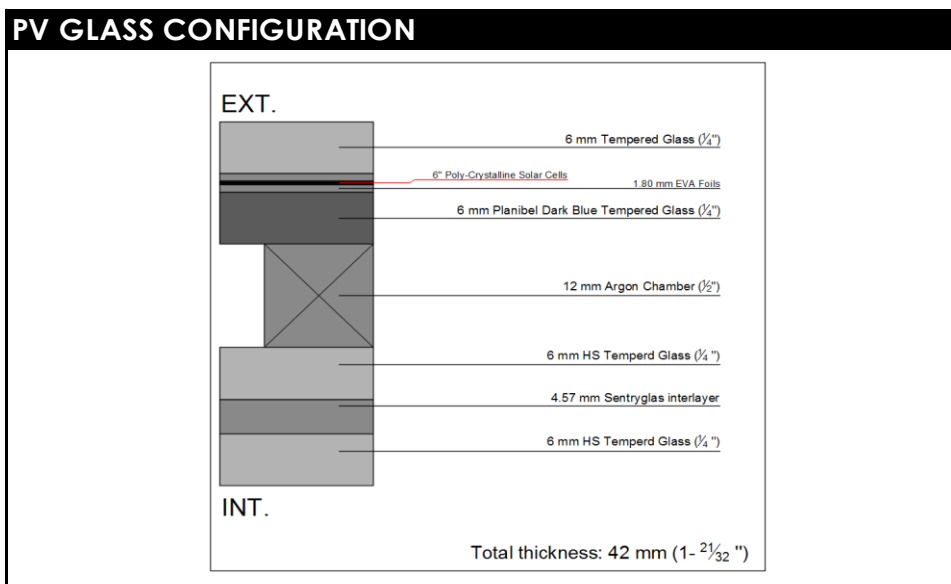 PV GLASS CONFIGURATION
EXT.
6 mm Tempered Glass (1⁄4")
6" Poly-Crystalline Solar Cells
1.80 mm EVA Foils
6 mm Planibel Dark Blue Tempered Glass (1⁄4")
12 mm Argon Chamber (1⁄2")
6 mm HS Temperd Glass (1⁄4 ")
4.57 mm Sentryglas interlayer
6 mm HS Temperd Glass (1⁄4 ")
INT.
Total thickness: 42 mm (1- 21⁄32 ")